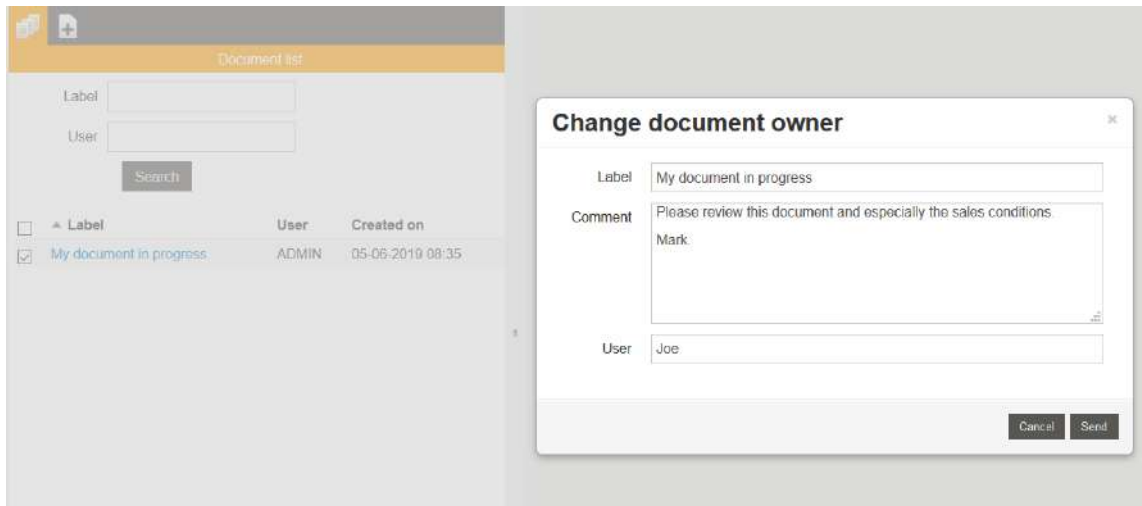 Document list
Label
User
Search
Label User Created on
My document in progress ADMIN 05-06-2019 08:35
Change document owner
×
Label My document in progress
Comment Please review this document and especially the sales conditions.
Mark
User Joe
Cancel Send